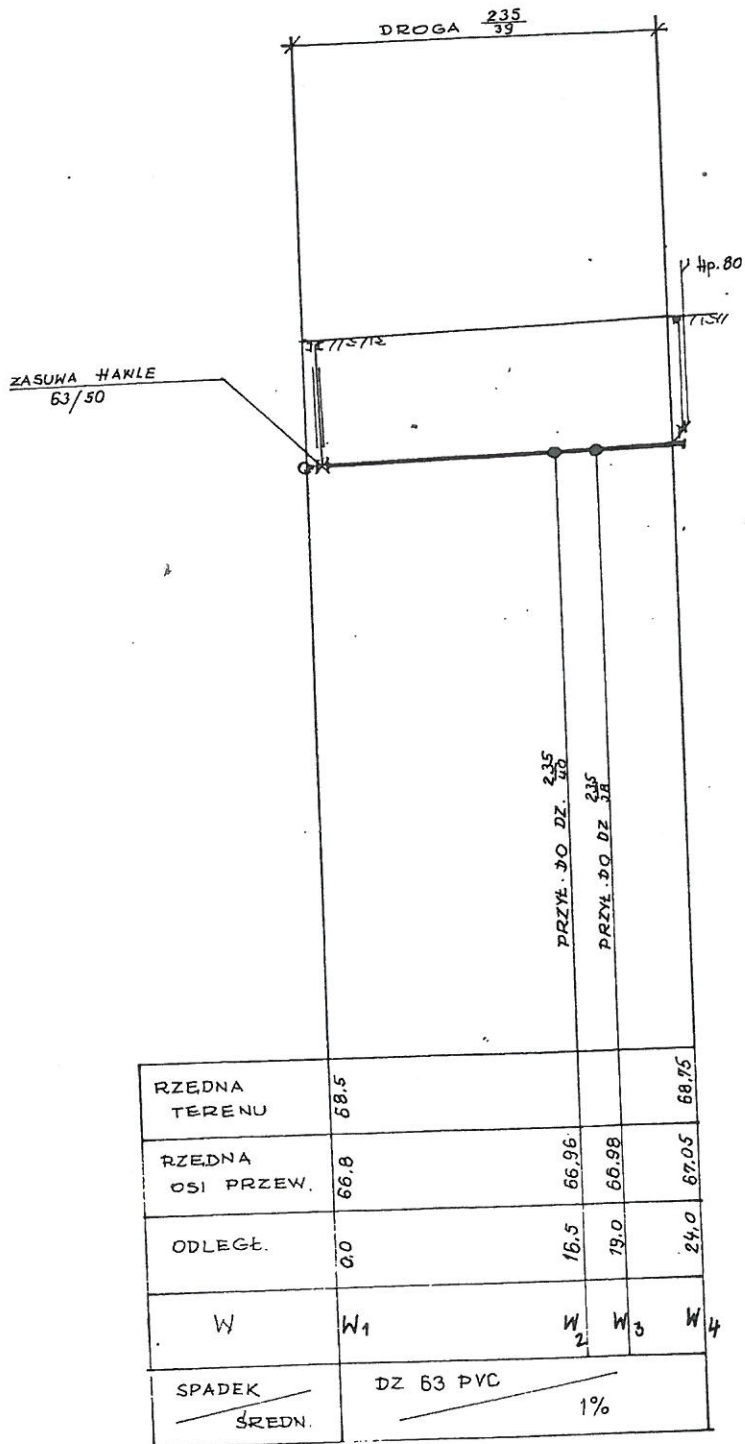 DROGA 235/39
Hp.80
ZASUWA HAWLE
63/50
PRZYŁ. DO DZ. 235/40
PRZYŁ. DO DZ 235/38
RZĘDNA TERENU 68.5 68,75
RZĘDNA OSI PRZEW. 66.8 66,96 66.98 67.05
ODLEGŁ. 0.0 16,5 19.0 24,0
W W1 W2 W3 W4
SPADEK ŚREDN. DZ 63 PVC 1%